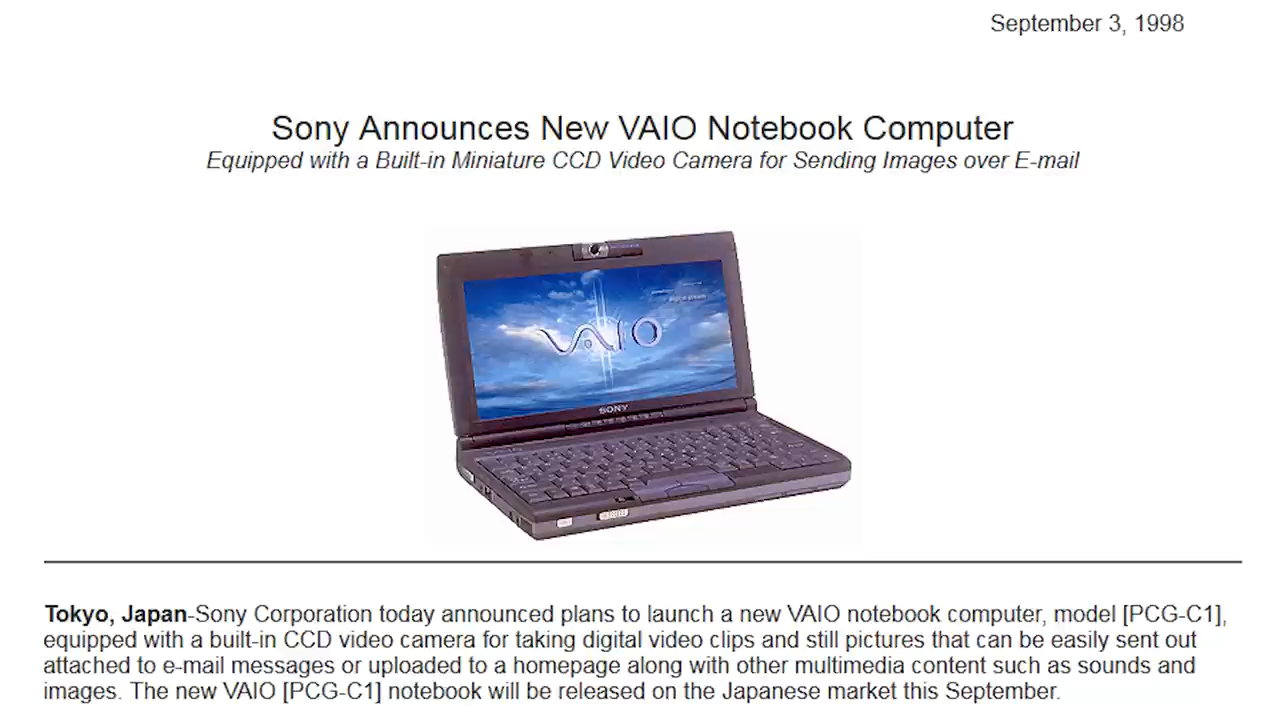 September 3, 1998
Sony Announces New VAIO Notebook Computer
Equipped with a Built-in Miniature CCD Video Camera for Sending Images over E-mail
VAIO
SONY
Tokyo, Japan-Sony Corporation today announced plans to launch a new VAIO notebook computer, model [PCG-C1],
equipped with a built-in CCD video camera for taking digital video clips and still pictures that can be easily sent out
attached to e-mail messages or uploaded to a homepage along with other multimedia content such as sounds and
images. The new VAIO [PCG-C1] notebook will be released on the Japanese market this September.